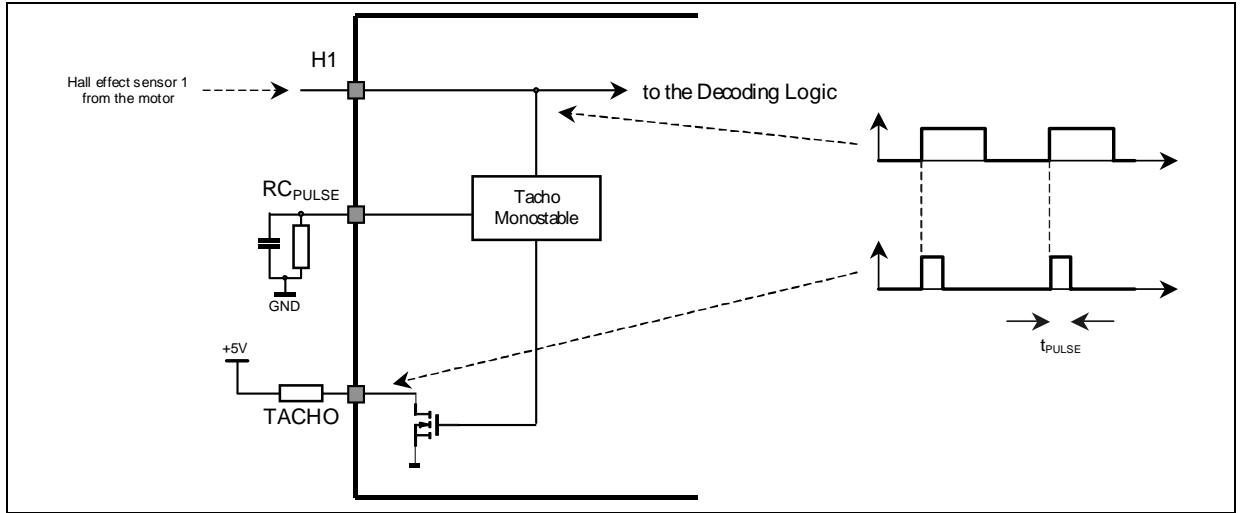 H1
Hall effect sensor 1
from the motor
to the Decoding Logic
RCPULSE
Tacho
Monostable
GND
tPULSE
+5V
TACHO